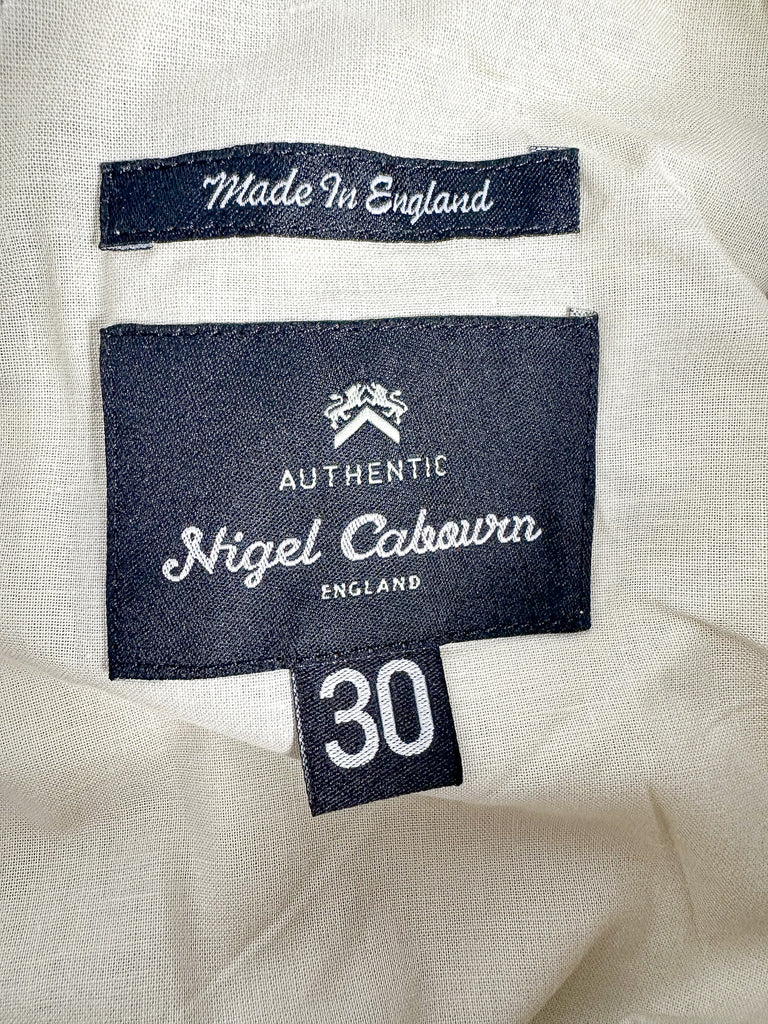 Made In England
AUTHENTIC
Nigel Cabourn
ENGLAND
30